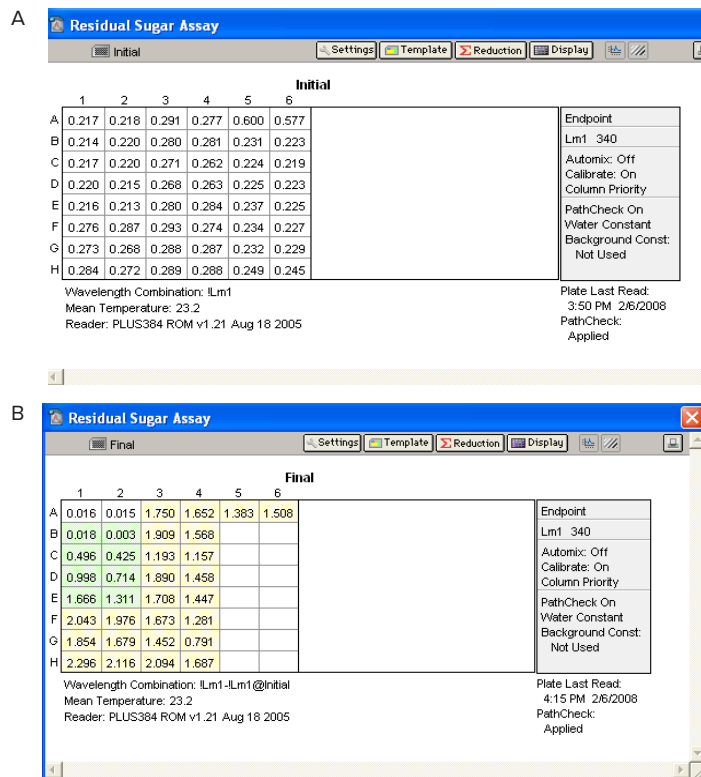 A
Residual Sugar Assay
Initial
Settings Template Reduction Display
Initial
1 2 3 4 5 6
A 0.217 0.218 0.291 0.277 0.600 0.577
B 0.214 0.220 0.280 0.281 0.231 0.223
C 0.217 0.220 0.271 0.262 0.224 0.219
D 0.220 0.215 0.268 0.263 0.225 0.223
E 0.216 0.213 0.280 0.284 0.237 0.225
F 0.276 0.287 0.293 0.274 0.234 0.227
G 0.273 0.268 0.288 0.287 0.232 0.229
H 0.284 0.272 0.289 0.288 0.249 0.245
Endpoint
Lm1 340
Automix: Off
Calibrate: On
Column Priority
PathCheck On
Water Constant
Background Const:
Not Used
Wavelength Combination: !Lm1
Mean Temperature: 23.2
Reader: PLUS384 ROM v1.21 Aug 18 2005
Plate Last Read:
3:50 PM 2/6/2008
PathCheck:
Applied
B
Residual Sugar Assay
Final
Settings Template Reduction Display
Final
1 2 3 4 5 6
A 0.016 0.015 1.750 1.652 1.383 1.508
B 0.018 0.003 1.909 1.568
C 0.496 0.425 1.193 1.157
D 0.998 0.714 1.890 1.458
E 1.666 1.311 1.708 1.447
F 2.043 1.976 1.673 1.281
G 1.854 1.679 1.452 0.791
H 2.296 2.116 2.094 1.687
Endpoint
Lm1 340
Automix: Off
Calibrate: On
Column Priority
PathCheck On
Water Constant
Background Const:
Not Used
Wavelength Combination: !Lm1-!Lm1@Initial
Mean Temperature: 23.2
Reader: PLUS384 ROM v1.21 Aug 18 2005
Plate Last Read:
4:15 PM 2/6/2008
PathCheck:
Applied